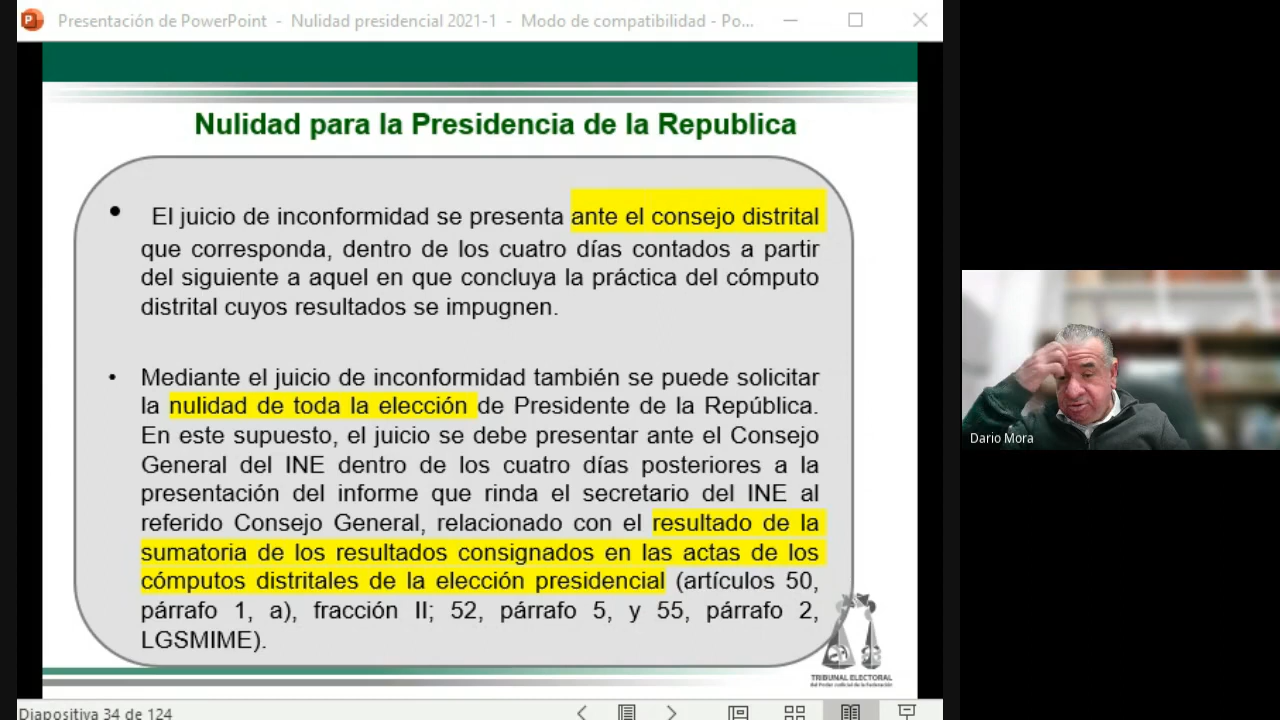 Presentación de PowerPoint - Nulidad presidencial 2021-1 - Modo de compatibilidad - Po...
Nulidad para la Presidencia de la Republica
• El juicio de inconformidad se presenta ante el consejo distrital
que corresponda, dentro de los cuatro días contados a partir
del siguiente a aquel en que concluya la práctica del cómputo
distrital cuyos resultados se impugnen.
• Mediante el juicio de inconformidad también se puede solicitar
la nulidad de toda la elección de Presidente de la República.
En este supuesto, el juicio se debe presentar ante el Consejo
General del INE dentro de los cuatro días posteriores a la
presentación del informe que rinda el secretario del INE al
referido Consejo General, relacionado con el resultado de la
sumatoria de los resultados consignados en las actas de los
cómputos distritales de la elección presidencial (artículos 50,
párrafo 1, a), fracción II; 52, párrafo 5, y 55, párrafo 2,
LGSMIME).
TRIBUNAL ELECTORAL
del Poder Judicial de la Federación
Diapositiva 34 de 124
Dario Mora